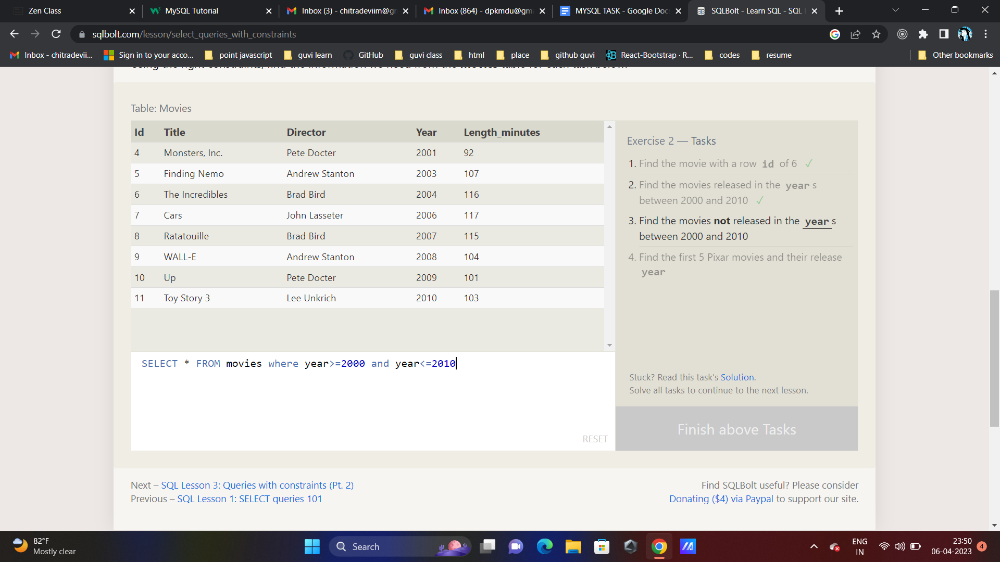 Zen Class
MySQL Tutorial
Inbox (3) - chitradeviim@gr
Inbox (864) - dpkmdu@gm
MYSQL TASK - Google Doc
SQLBolt - Learn SQL - SQL
sqlbolt.com/lesson/select_queries_with_constraints
Inbox - chitradevii...
Sign in to your acco...
point javascript
guvi learn
GitHub
guvi class
html
place
github guvi
React-Bootstrap · R...
codes
resume
Other bookmarks
Table: Movies
Id Title Director Year Length_minutes
4 Monsters, Inc. Pete Docter 2001 92
5 Finding Nemo Andrew Stanton 2003 107
6 The Incredibles Brad Bird 2004 116
7 Cars John Lasseter 2006 117
8 Ratatouille Brad Bird 2007 115
9 WALL-E Andrew Stanton 2008 104
10 Up Pete Docter 2009 101
11 Toy Story 3 Lee Unkrich 2010 103
SELECT * FROM movies where year>=2000 and year<=2010
RESET
Exercise 2 — Tasks
1. Find the movie with a row id of 6 ✓
2. Find the movies released in the year s
between 2000 and 2010 ✓
3. Find the movies not released in the year s
between 2000 and 2010
4. Find the first 5 Pixar movies and their release
year
Stuck? Read this task's Solution.
Solve all tasks to continue to the next lesson.
Finish above Tasks
Next – SQL Lesson 3: Queries with constraints (Pt. 2)
Previous – SQL Lesson 1: SELECT queries 101
Find SQLBolt useful? Please consider
Donating ($4) via Paypal to support our site.
82°F
Mostly clear
Search
ENG
IN
23:50
06-04-2023
4